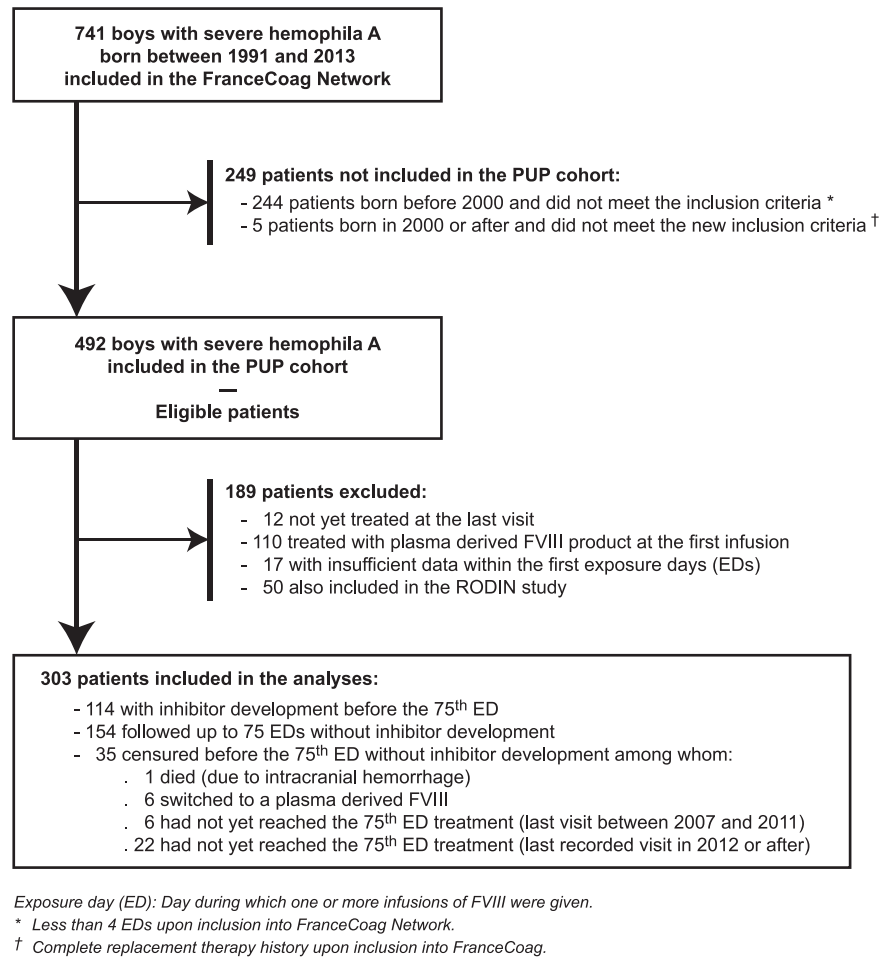 741 boys with severe hemophila A
born between 1991 and 2013
included in the FranceCoag Network
249 patients not included in the PUP cohort:
- 244 patients born before 2000 and did not meet the inclusion criteria *
- 5 patients born in 2000 or after and did not meet the new inclusion criteria †
492 boys with severe hemophila A
included in the PUP cohort
—
Eligible patients
189 patients excluded:
- 12 not yet treated at the last visit
- 110 treated with plasma derived FVIII product at the first infusion
- 17 with insufficient data within the first exposure days (EDs)
- 50 also included in the RODIN study
303 patients included in the analyses:
- 114 with inhibitor development before the 75th ED
- 154 followed up to 75 EDs without inhibitor development
- 35 censured before the 75th ED without inhibitor development among whom:
. 1 died (due to intracranial hemorrhage)
. 6 switched to a plasma derived FVIII
. 6 had not yet reached the 75th ED treatment (last visit between 2007 and 2011)
. 22 had not yet reached the 75th ED treatment (last recorded visit in 2012 or after)
Exposure day (ED): Day during which one or more infusions of FVIII were given.
* Less than 4 EDs upon inclusion into FranceCoag Network.
† Complete replacement therapy history upon inclusion into FranceCoag.